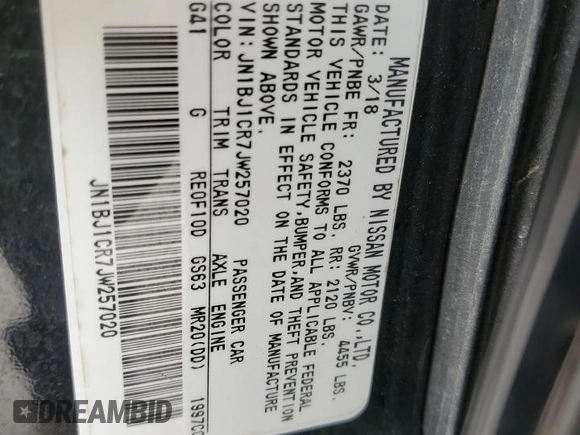 MANUFACTURED BY NISSAN MOTOR CO.,LTD.
DATE: 3/18 GVWR/PNBV: 4455 LBS.
GAWR/PNBE FR: 2370 LBS. RR: 2120 LBS.
THIS VEHICLE CONFORMS TO ALL APPLICABLE FEDERAL
MOTOR VEHICLE SAFETY,BUMPER,AND THEFT PREVENTION
STANDARDS IN EFFECT ON THE DATE OF MANUFACTURE
SHOWN ABOVE.
VIN: JN1BJ1CR7JW257020 PASSENGER CAR
COLOR TRIM TRANS AXLE ENGINE
G41 G RE0F10D GS63 MR20(DD) 1997CC
JN1BJ1CR7JW257020
DREAMBID